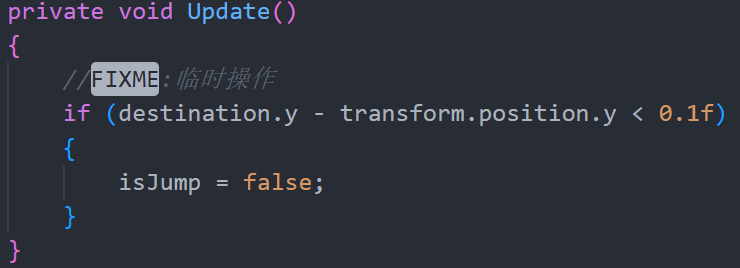 private void Update()
{
    //FIXME:临时操作
    if (destination.y - transform.position.y < 0.1f)
    {
        isJump = false;
    }
}